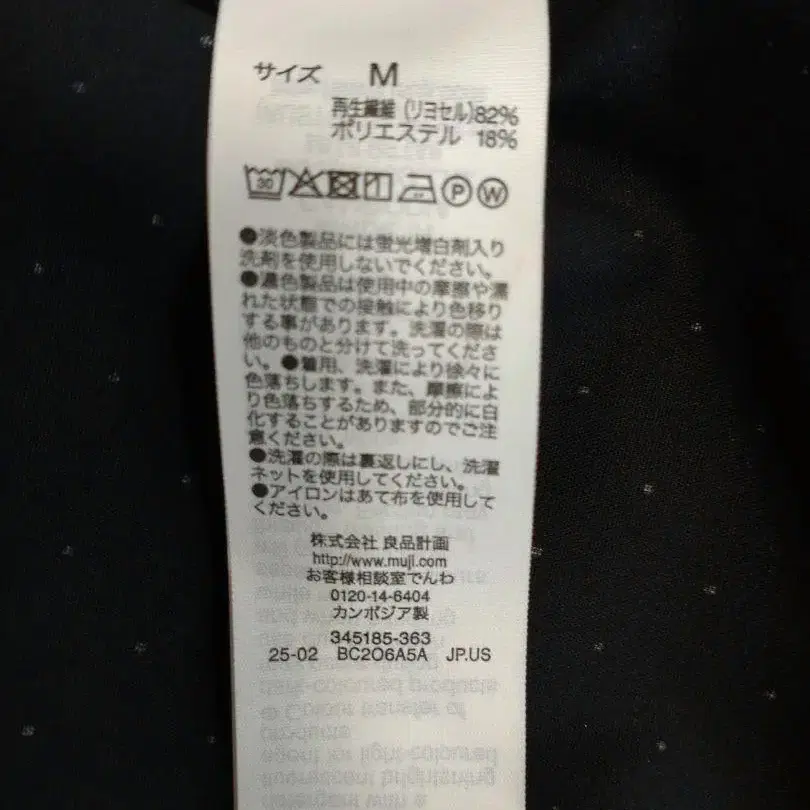 サイズ M
再生繊維 (リヨセル)82%
ポリエステル 18%
30 P W
●淡色製品には蛍光増白剤入り
洗剤を使用しないでください。
●濃色製品は使用中の摩擦や濡
れた状態での接触により色移り
する事があります。洗濯の際は
他のものと分けて洗ってくださ
い。●着用、洗濯により徐々に
色落ちします。また、摩擦によ
り色落ちするため、部分的に白
化することがありますのでご注
意ください。
●洗濯の際は裏返しにし、洗濯
ネットを使用してください。
●アイロンはあて布を使用して
ください。
株式会社 良品計画
http://www.muji.com
お客様相談室でんわ
0120-14-6404
カンボジア製
345185-363
25-02 BC2O6A5A JP.US